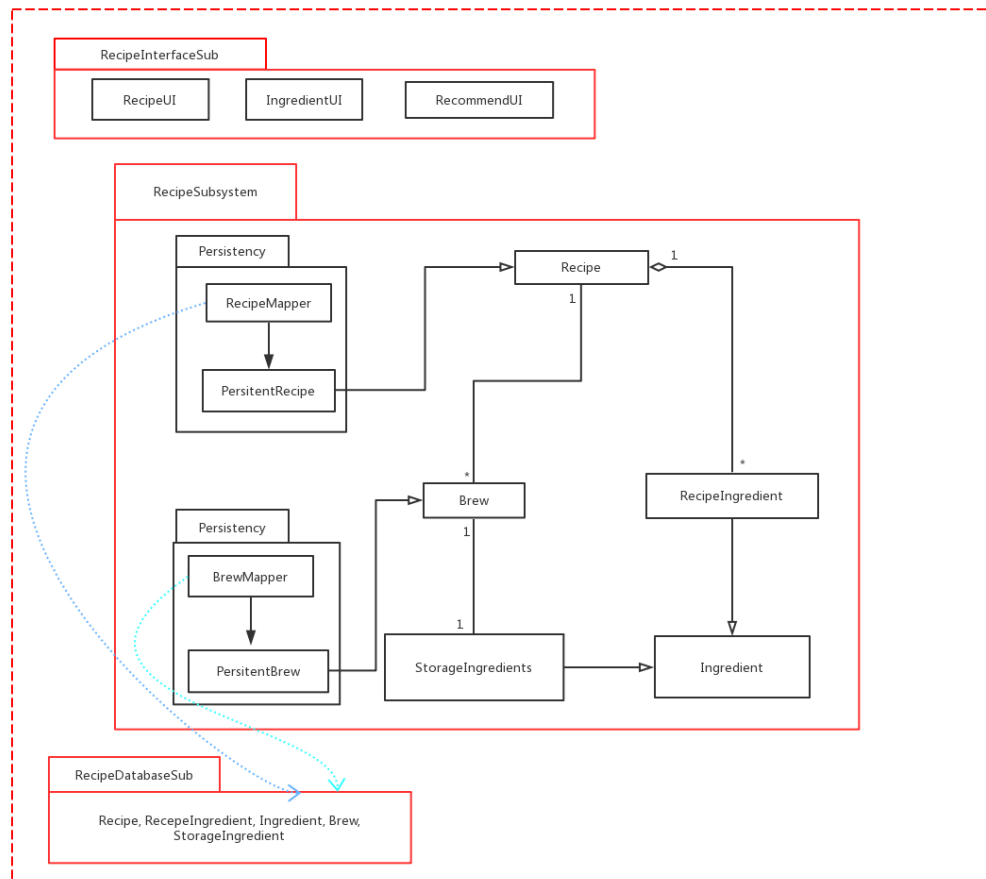 RecipeInterfaceSub
RecipeUI
IngredientUI
RecommendUI
RecipeSubsystem
Persistency
RecipeMapper
PersitentRecipe
Recipe
1
1
*
*
Brew
RecipeIngredient
1
Persistency
BrewMapper
PersitentBrew
1
StorageIngredients
Ingredient
RecipeDatabaseSub
Recipe, RecepeIngredient, Ingredient, Brew,
StorageIngredient